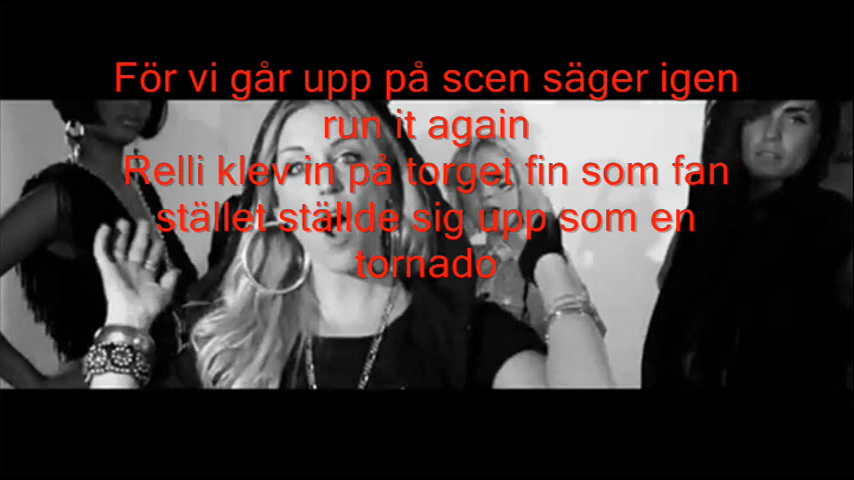 För vi går upp på scen säger igen
run it again
Relli klev in på torget fin som fan
stället ställde sig upp som en
tornado